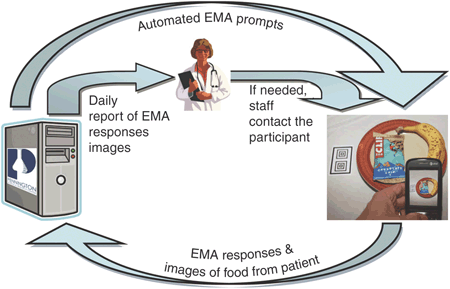 Automated EMA prompts
Daily
report of EMA
responses
images
If needed,
staff
contact the
participant
CLIF
EMA responses &
images of food from patient